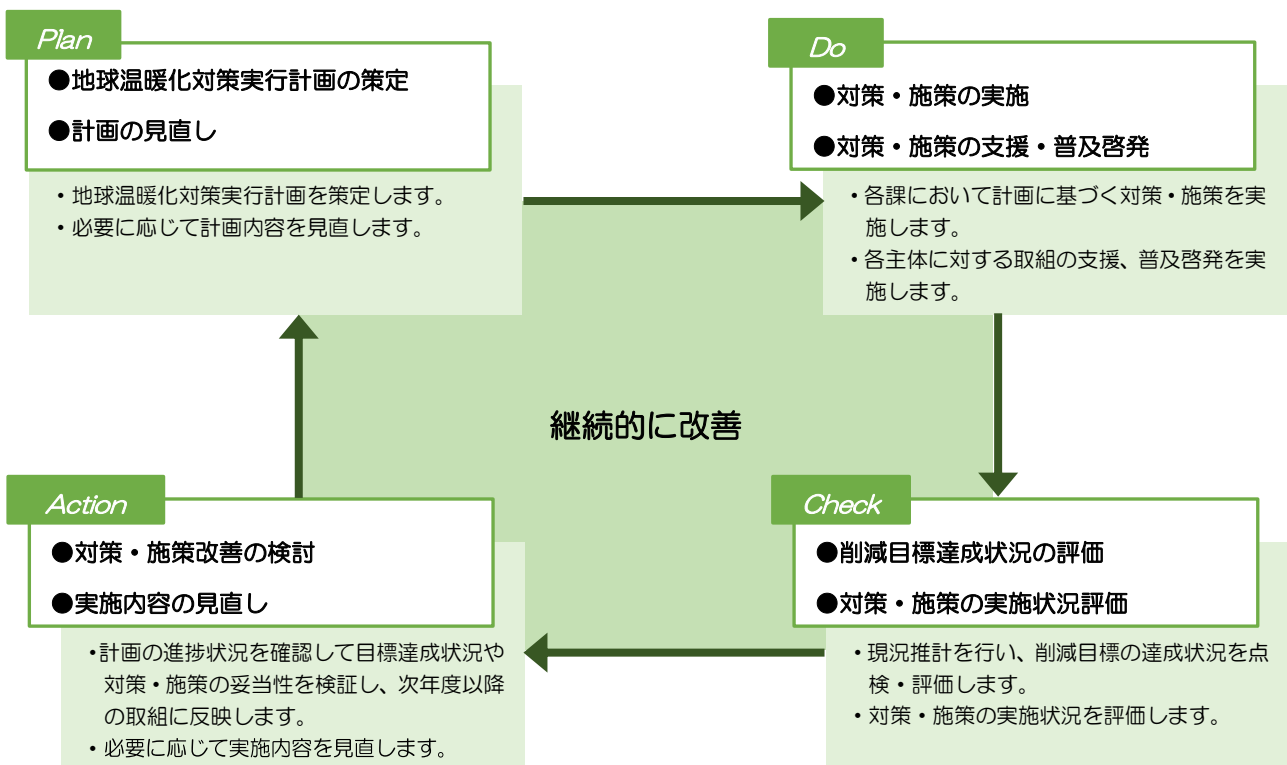 Plan
●地球温暖化対策実行計画の策定
●計画の見直し
・地球温暖化対策実行計画を策定します。
・必要に応じて計画内容を見直します。
Do
●対策・施策の実施
●対策・施策の支援・普及啓発
・各課において計画に基づく対策・施策を実
施します。
・各主体に対する取組の支援、普及啓発を実
施します。
継続的に改善
Action
●対策・施策改善の検討
●実施内容の見直し
・計画の進捗状況を確認して目標達成状況や
対策・施策の妥当性を検証し、次年度以降
の取組に反映します。
・必要に応じて実施内容を見直します。
Check
●削減目標達成状況の評価
●対策・施策の実施状況評価
・現況推計を行い、削減目標の達成状況を点
検・評価します。
・対策・施策の実施状況を評価します。